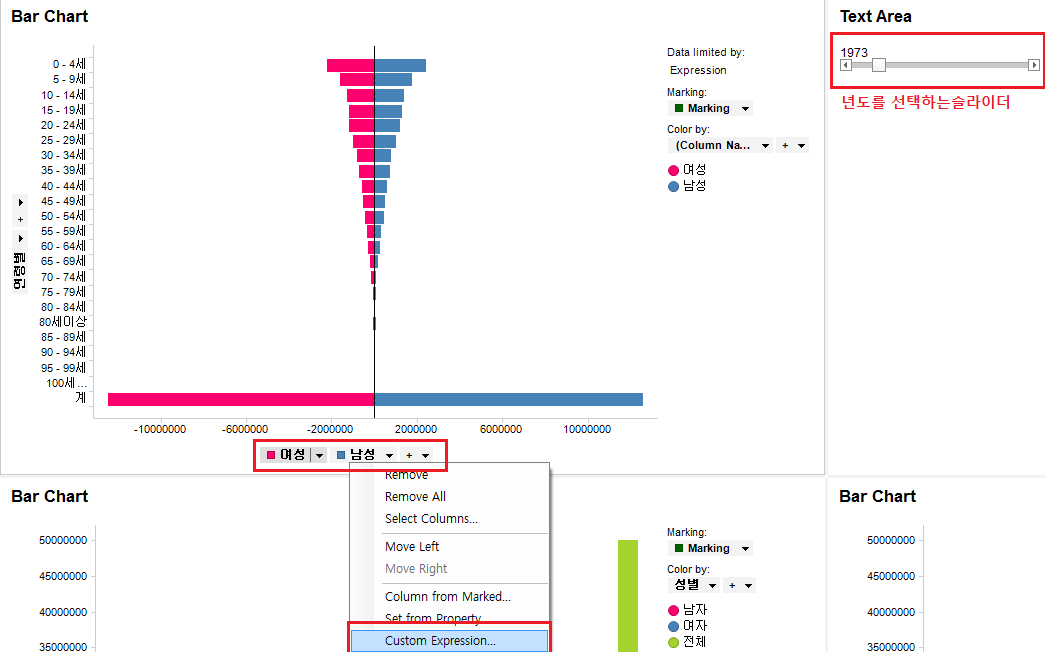 Bar Chart
0 - 4세
5 - 9세
10 - 14세
15 - 19세
20 - 24세
25 - 29세
30 - 34세
35 - 39세
40 - 44세
45 - 49세
50 - 54세
55 - 59세
60 - 64세
65 - 69세
70 - 74세
75 - 79세
80 - 84세
80세이상
85 - 89세
90 - 94세
95 - 99세
100세 ...
계
+
연령별
-10000000 -6000000 -2000000 2000000 6000000 10000000
여성 남성 +
Data limited by:
Expression
Marking:
Marking
Color by:
(Column Na... +
여성
남성
Text Area
1973
년도를 선택하는슬라이더
Remove
Remove All
Select Columns...
Move Left
Move Right
Column from Marked...
Set from Property
Custom Expression...
Bar Chart
50000000
45000000
40000000
35000000
Marking:
Marking
Color by:
성별 +
남자
여자
전체
Bar Chart
50000000
45000000
40000000
35000000